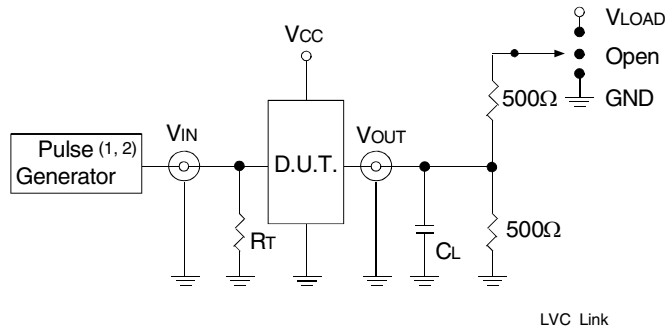 VLOAD
VCC
Open
500Ω
GND
VIN
VOUT
Pulse (1, 2)
Generator
D.U.T.
RT
CL
500Ω
LVC Link